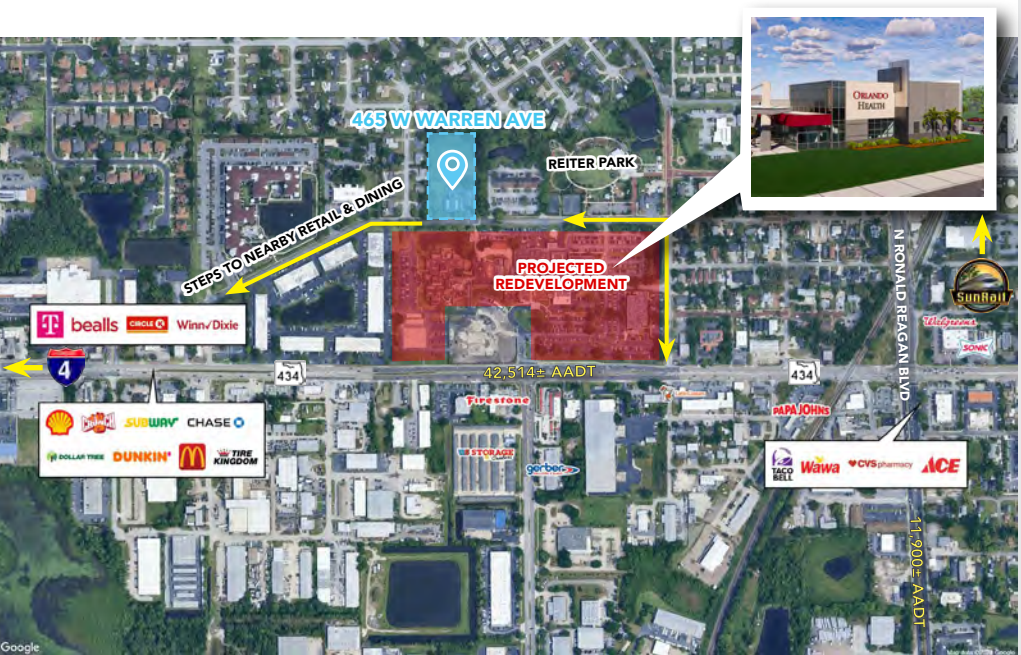 ORLANDO
HEALTH
465 W WARREN AVE
REITER PARK
STEPS TO NEARBY RETAIL & DINING
PROJECTED
REDEVELOPMENT
N RONALD REAGAN BLVD
SunRail
Walgreens
SONIC
T bealls CIRCLE K Winn✓Dixie
4
434
42,514± AADT
434
Firestone
PAPA JOHNS
SUBWAY CHASE
DOLLAR TREE DUNKIN' M TIRE
KINGDOM
STORAGE
gerber
TACO
BELL
Wawa CVS pharmacy ACE
11,900± AADT
Google